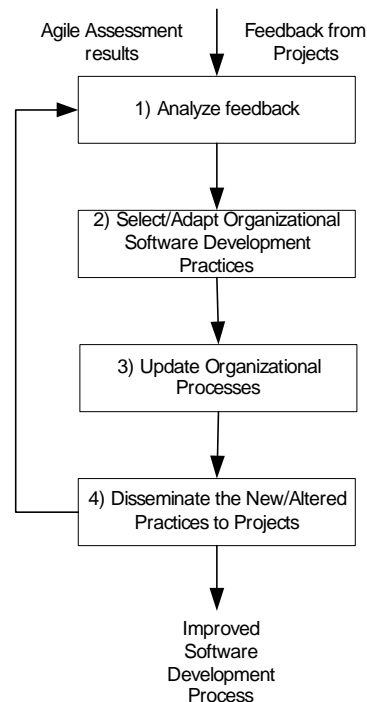 Agile Assessment
results
Feedback from
Projects
1) Analyze feedback
2) Select/Adapt Organizational
Software Development
Practices
3) Update Organizational
Processes
4) Disseminate the New/Altered
Practices to Projects
Improved
Software
Development
Process